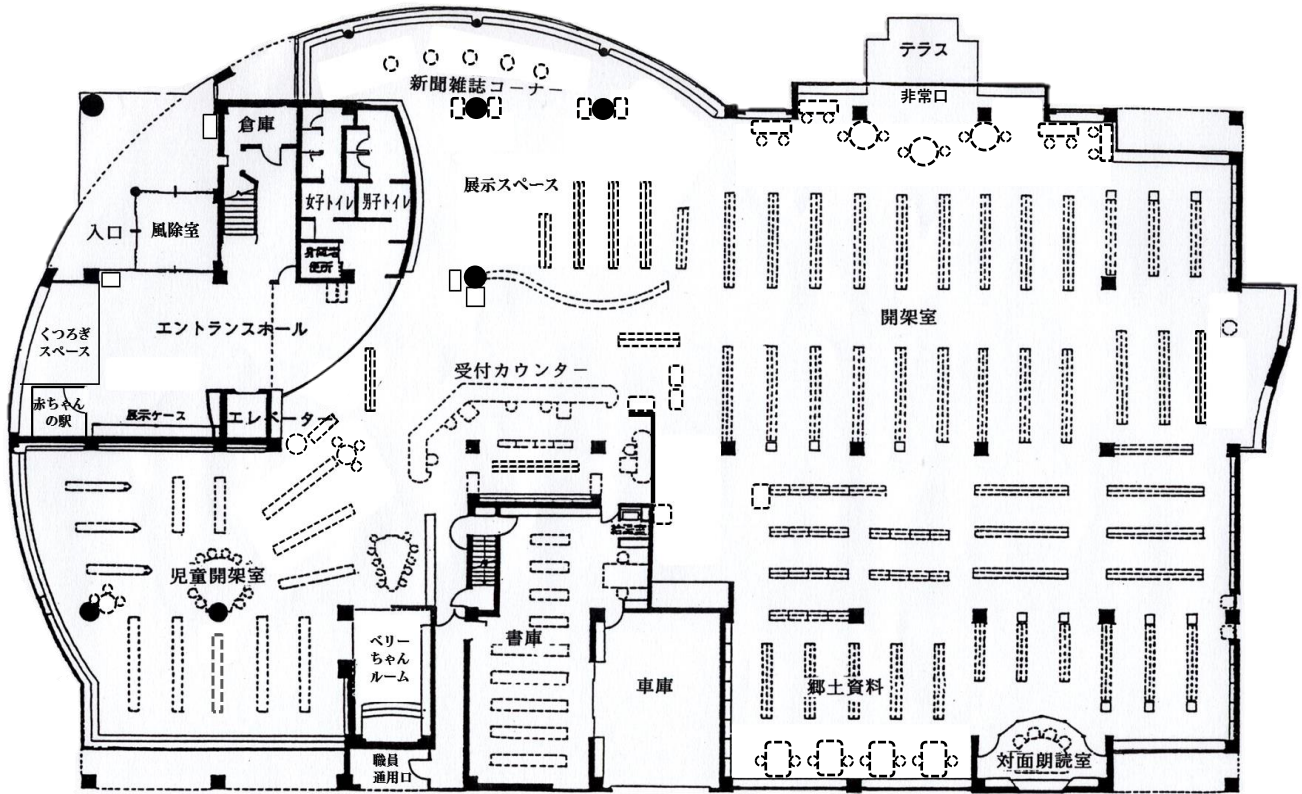 テラス
新聞雑誌コーナー
非常口
倉庫
展示スペース
女子トイレ
男子トイレ
入口
風除室
便所
エントランスホール
開架室
くつろぎ
スペース
受付カウンター
赤ちゃん
の駅
展示ケース
エレベーター
児童開架室
書庫
ベリー
ちゃん
ルーム
車庫
郷土資料
職員
通用口
対面朗読室